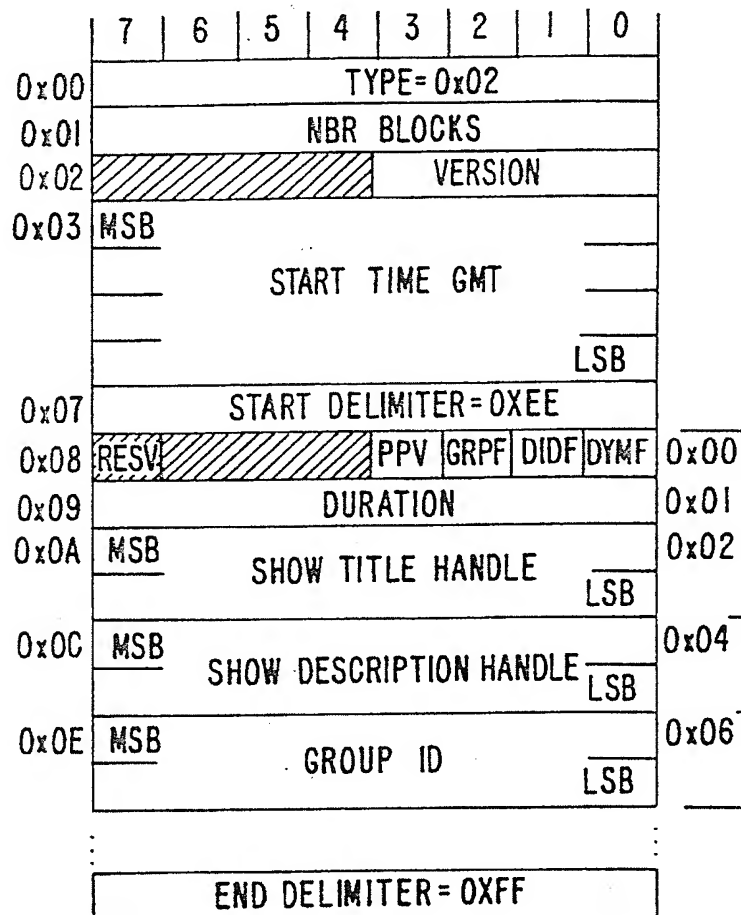 7 6 5 4 3 2 1 0
0x00 TYPE=0x02
0x01 NBR BLOCKS
0x02 VERSION
0x03 MSB
START TIME GMT
LSB
0x07 START DELIMITER=0XEE
0x08 RESV PPV GRPF DIDF DYMF 0x00
0x09 DURATION 0x01
0x0A MSB 0x02
SHOW TITLE HANDLE
LSB
0x0C MSB 0x04
SHOW DESCRIPTION HANDLE
LSB
0x0E MSB 0x06
GROUP ID
LSB
END DELIMITER=0XFF